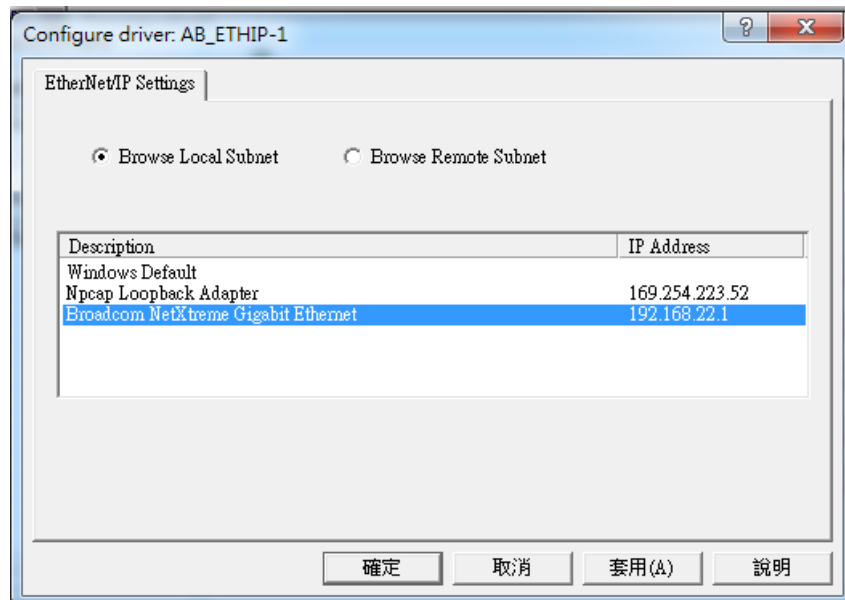 Configure driver: AB_ETHIP-1
EtherNet/IP Settings
Browse Local Subnet Browse Remote Subnet
Description IP Address
Windows Default
Npcap Loopback Adapter 169.254.223.52
Broadcom NetXtreme Gigabit Ethernet 192.168.22.1
確定 取消 套用(A) 說明